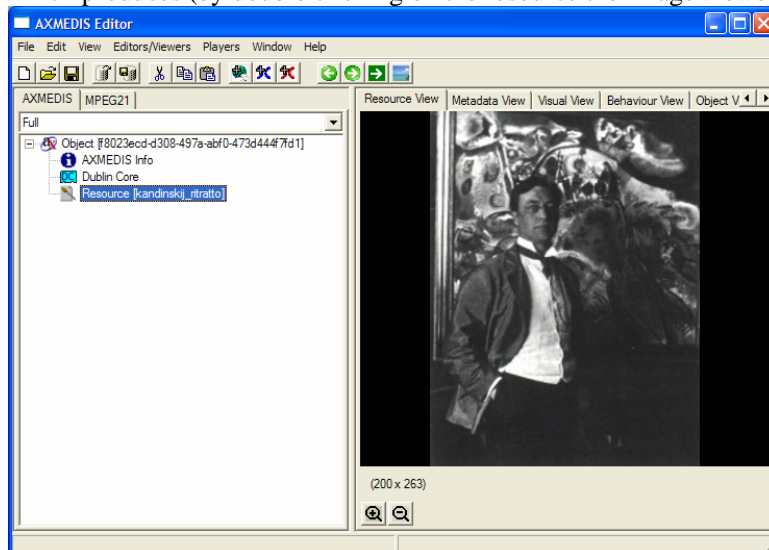 AXMEDIS Editor
File Edit View Editors/Viewers Players Window Help
AXMEDIS MPEG21
Resource View Metadata View Visual View Behaviour View Object V
Full
Object [f8023ecd-d308-497a-abf0-473d444f7fd1]
AXMEDIS Info
DC Dublin Core
Resource [kandinskij_ritratto]
(200 x 263)